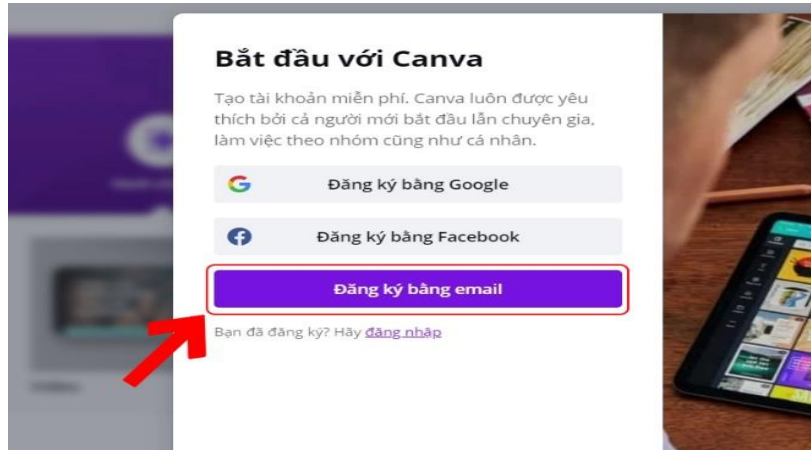 Bắt đầu với Canva
Tạo tài khoản miễn phí. Canva luôn được yêu
thích bởi cả người mới bắt đầu lẫn chuyên gia,
làm việc theo nhóm cũng như cá nhân.
Đăng ký bằng Google
Đăng ký bằng Facebook
Đăng ký bằng email
Bạn đã đăng ký? Hãy đăng nhập